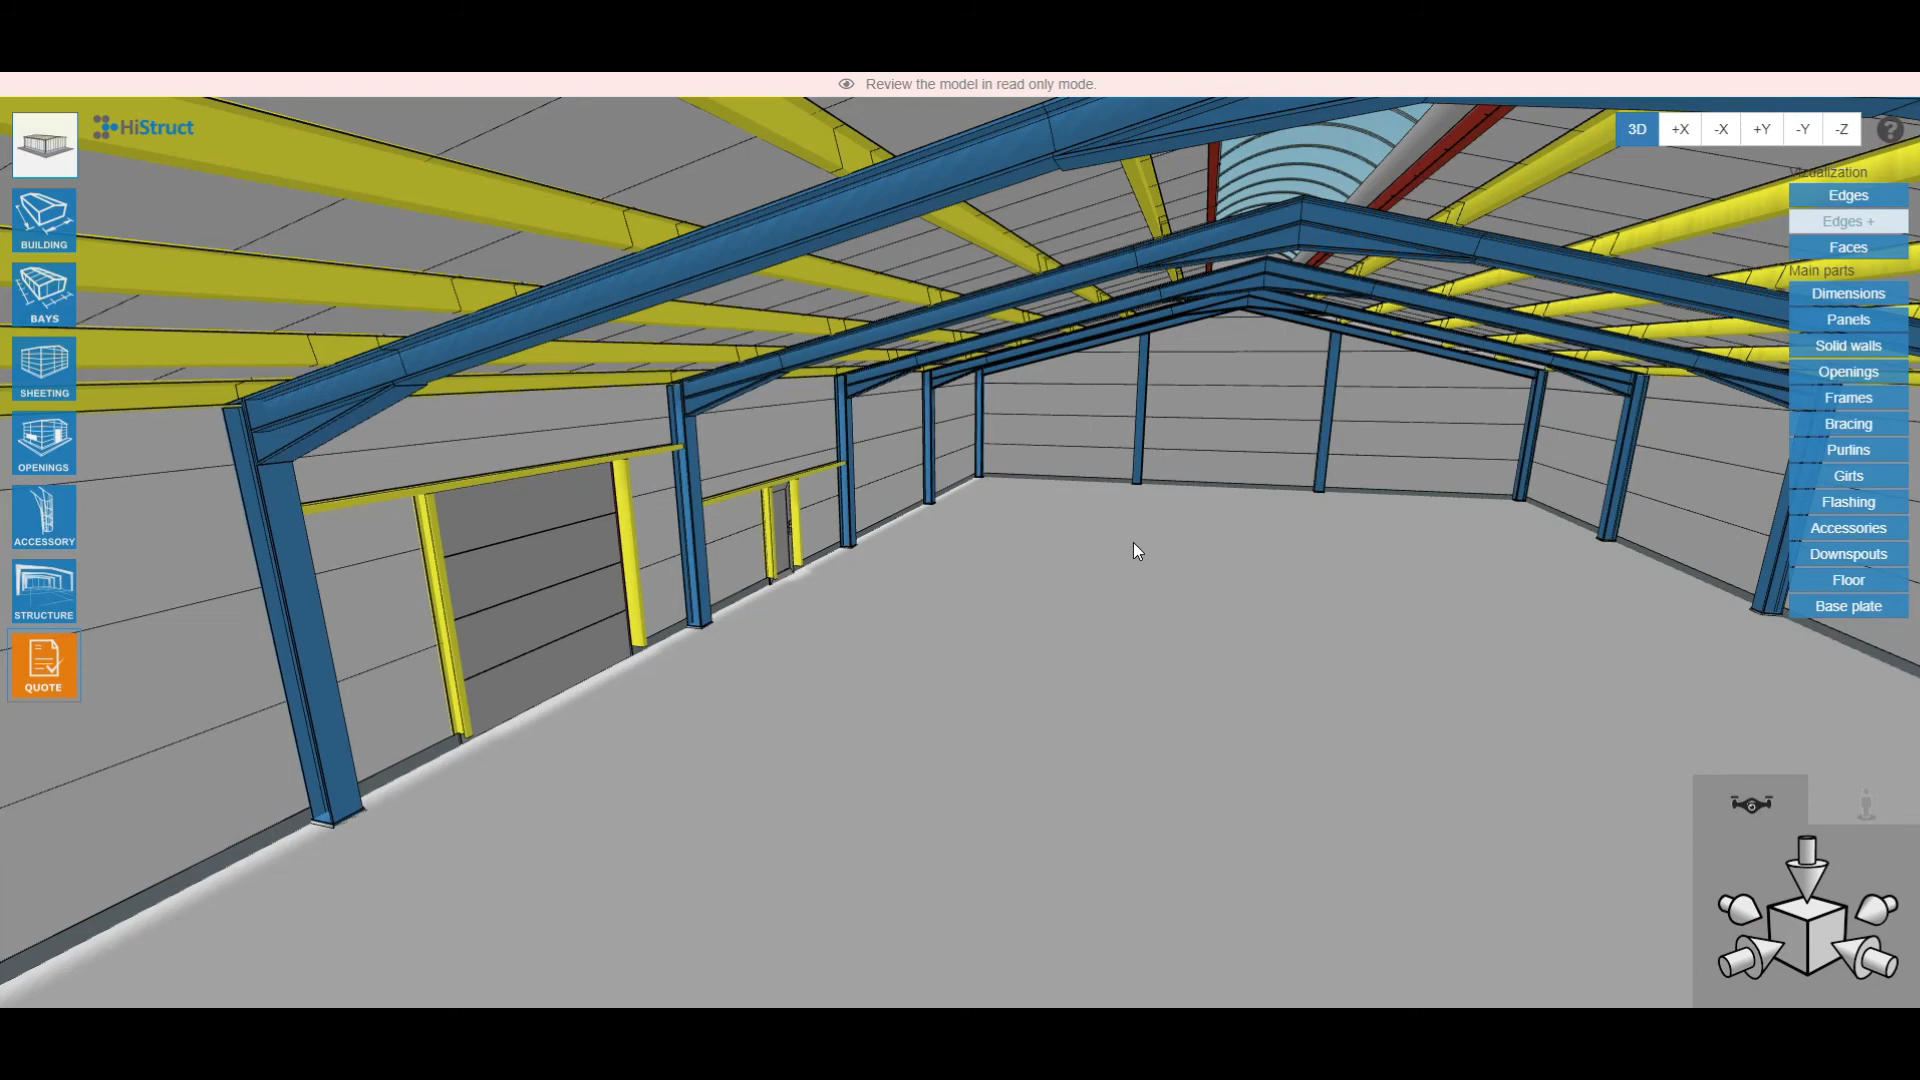 Review the model in read only mode.
HiStruct
BUILDING
BAYS
SHEETING
OPENINGS
ACCESSORY
STRUCTURE
QUOTE
3D +X -X +Y -Y -Z ?
Vizualization
Edges
Edges +
Faces
Main parts
Dimensions
Panels
Solid walls
Openings
Frames
Bracing
Purlins
Girts
Flashing
Accessories
Downspouts
Floor
Base plate